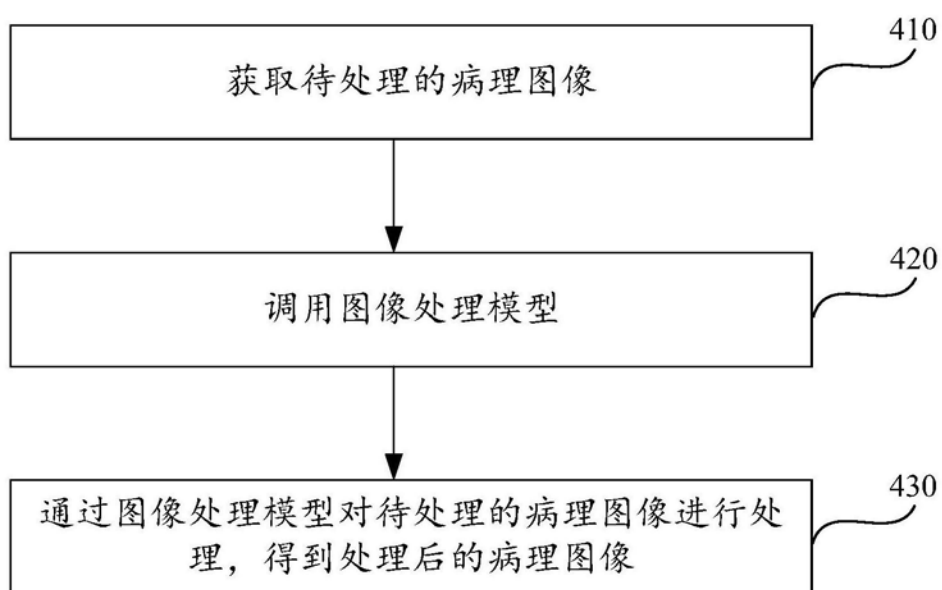 410
获取待处理的病理图像
420
调用图像处理模型
430
通过图像处理模型对待处理的病理图像进行处
理，得到处理后的病理图像